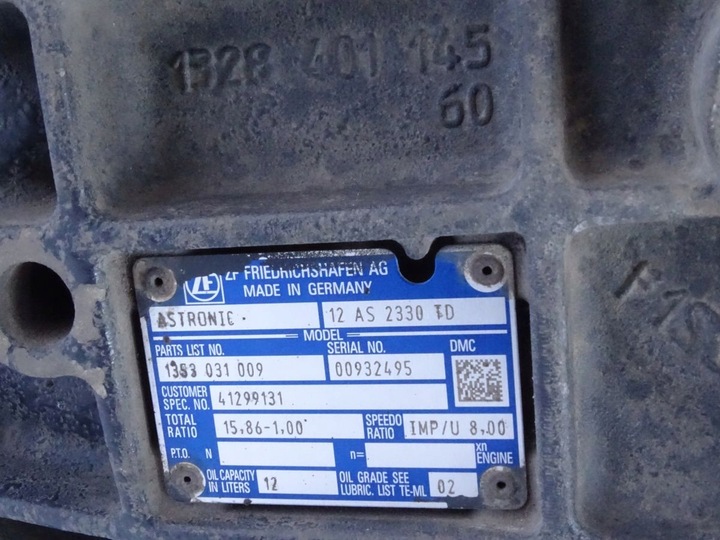 1328 401 145
60
ZF
ZF FRIEDRICHSHAFEN AG
MADE IN GERMANY
ASTRONIC 12 AS 2330 TD
MODEL
PARTS LIST NO. SERIAL NO. DMC
1353 031 009 00932495
CUSTOMER
SPEC. NO. 41299131
TOTAL
RATIO 15,86-1,00 SPEEDO
RATIO IMP/U 8,00
P.T.O. N n= xn
ENGINE
OIL CAPACITY
IN LITERS 12 OIL GRADE SEE
LUBRIC. LIST TE-ML 02